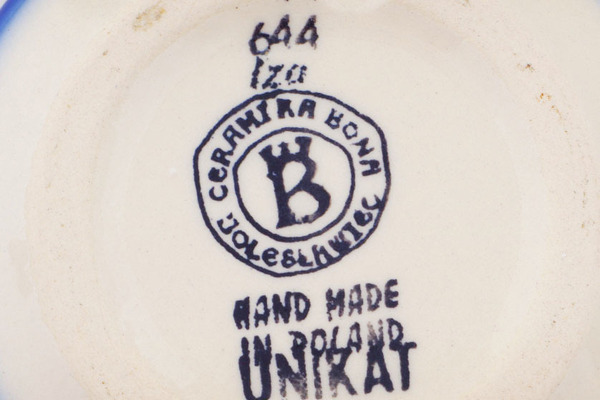 644
Iza
CERAMIKA BONA
BOLESŁAWIEC
B
HAND MADE
IN POLAND
UNIKAT